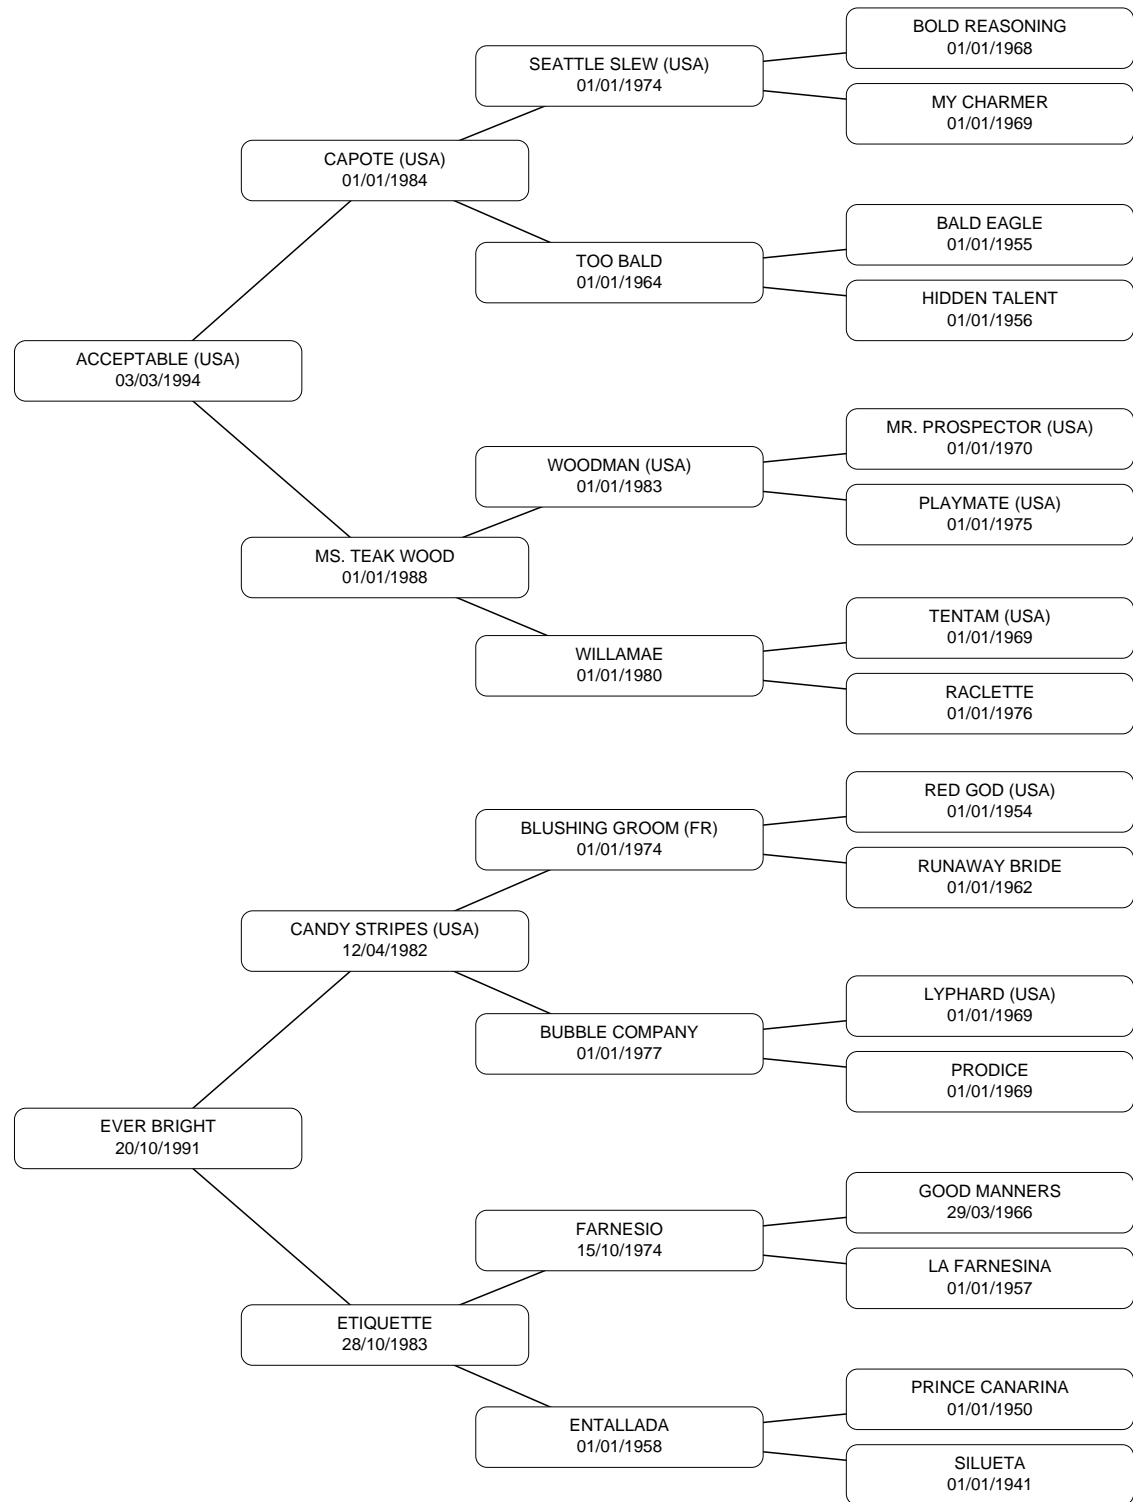 BOLD REASONING
01/01/1968
SEATTLE SLEW (USA)
01/01/1974
MY CHARMER
01/01/1969
CAPOTE (USA)
01/01/1984
BALD EAGLE
01/01/1955
TOO BALD
01/01/1964
HIDDEN TALENT
01/01/1956
ACCEPTABLE (USA)
03/03/1994
MR. PROSPECTOR (USA)
01/01/1970
WOODMAN (USA)
01/01/1983
PLAYMATE (USA)
01/01/1975
MS. TEAK WOOD
01/01/1988
TENTAM (USA)
01/01/1969
WILLAMAE
01/01/1980
RACLETTE
01/01/1976
RED GOD (USA)
01/01/1954
BLUSHING GROOM (FR)
01/01/1974
RUNAWAY BRIDE
01/01/1962
CANDY STRIPES (USA)
12/04/1982
LYPHARD (USA)
01/01/1969
BUBBLE COMPANY
01/01/1977
PRODICE
01/01/1969
EVER BRIGHT
20/10/1991
GOOD MANNERS
29/03/1966
FARNESIO
15/10/1974
LA FARNESINA
01/01/1957
ETIQUETTE
28/10/1983
PRINCE CANARINA
01/01/1950
ENTALLADA
01/01/1958
SILUETA
01/01/1941